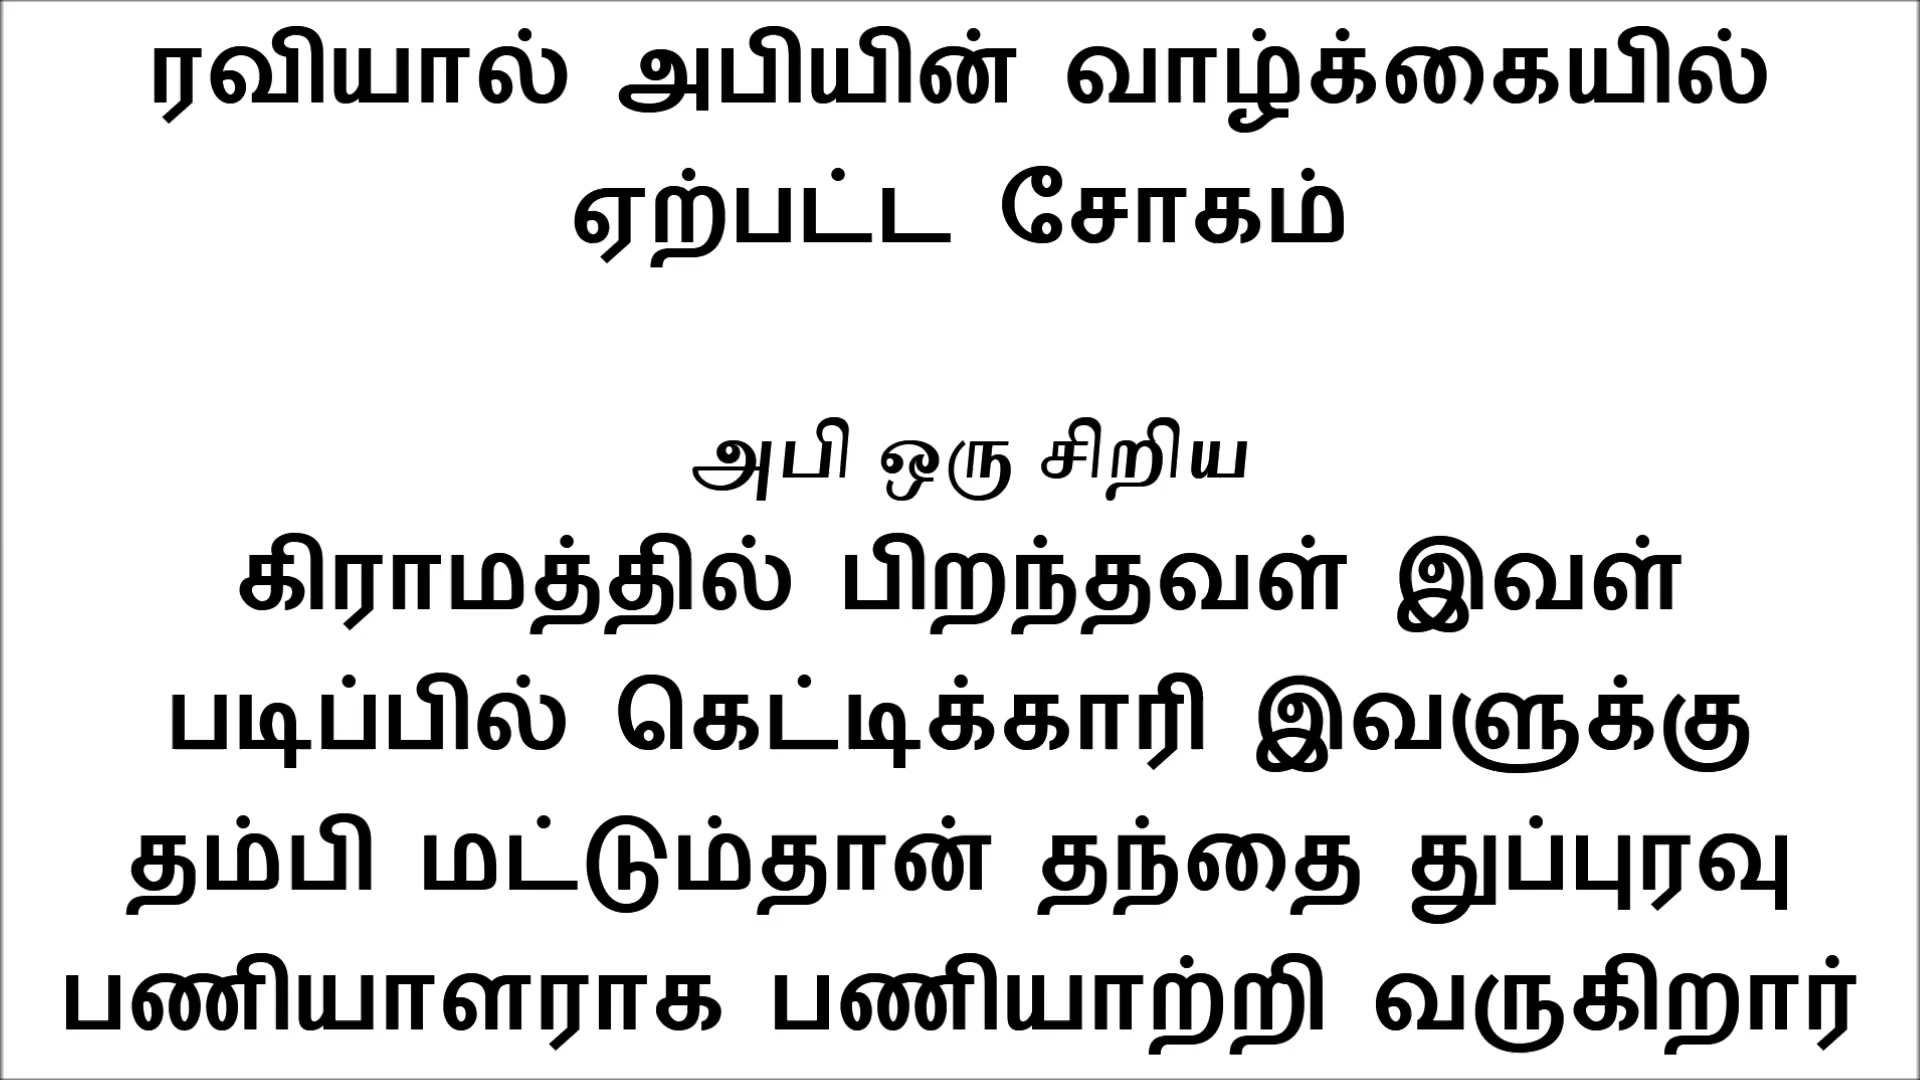 ரவியால் அபியின் வாழ்க்கையில்
ஏற்பட்ட சோகம்
அபி ஒரு சிறிய
கிராமத்தில் பிறந்தவள் இவள்
படிப்பில் கெட்டிக்காரி இவளுக்கு
தம்பி மட்டும்தான் தந்தை துப்புரவு
பணியாளராக பணியாற்றி வருகிறார்